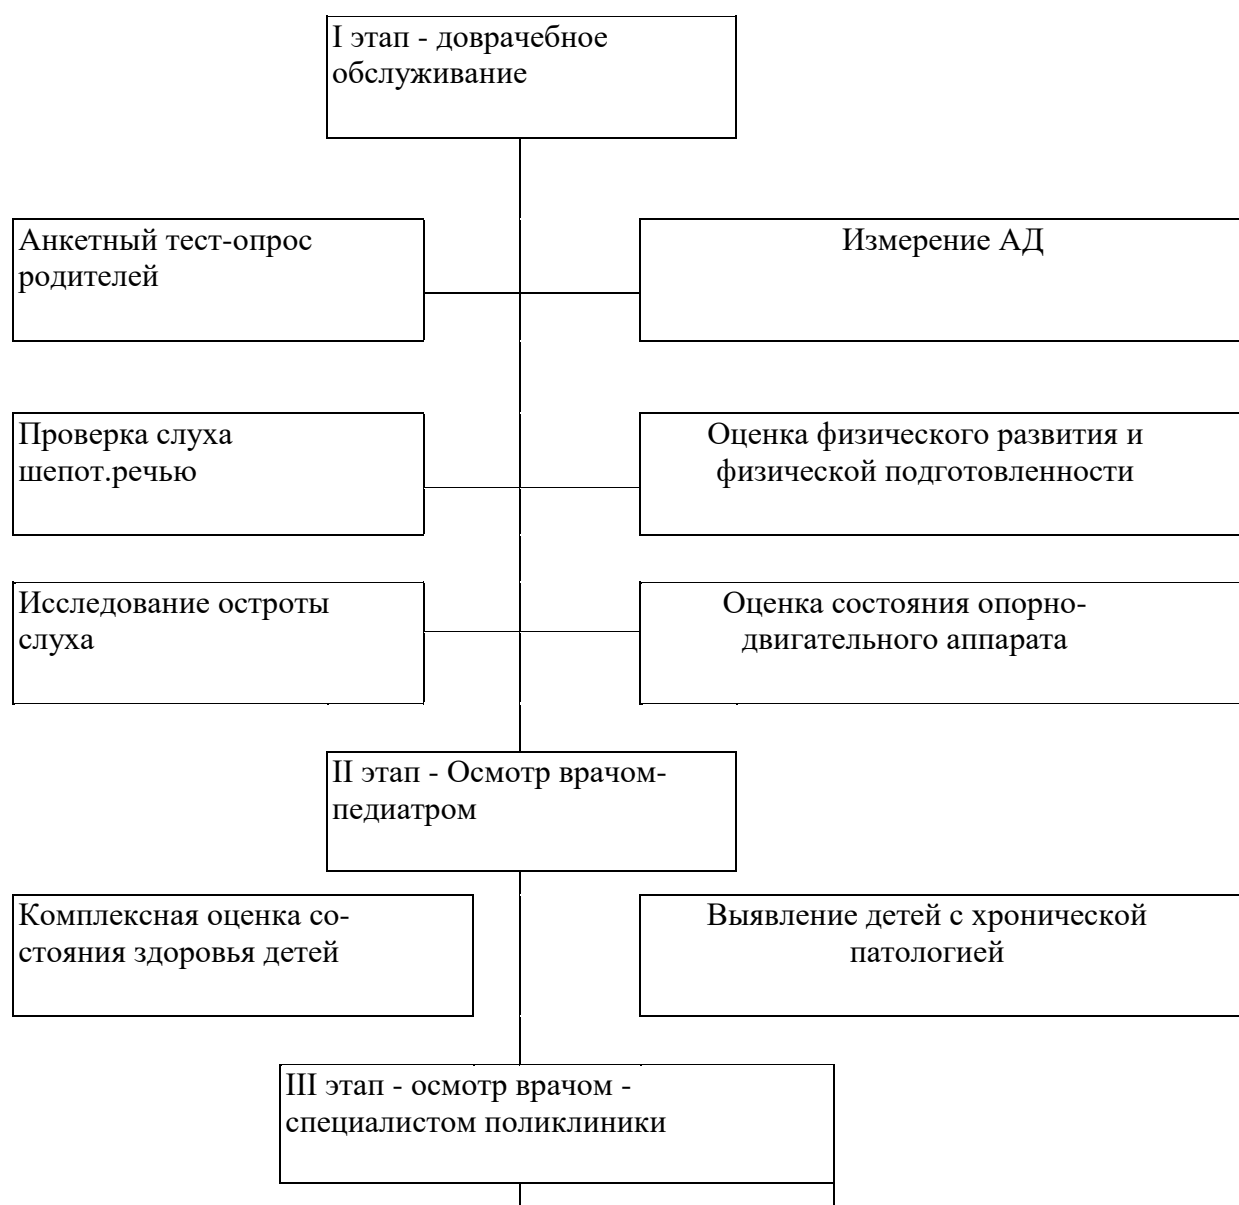 I этап - доврачебное
обслуживание
Анкетный тест-опрос
родителей
Измерение АД
Проверка слуха
шепот.речью
Оценка физического развития и
физической подготовленности
Исследование остроты
слуха
Оценка состояния опорно-
двигательного аппарата
II этап - Осмотр врачом-
педиатром
Комплексная оценка со-
стояния здоровья детей
Выявление детей с хронической
патологией
III этап - осмотр врачом -
специалистом поликлиники